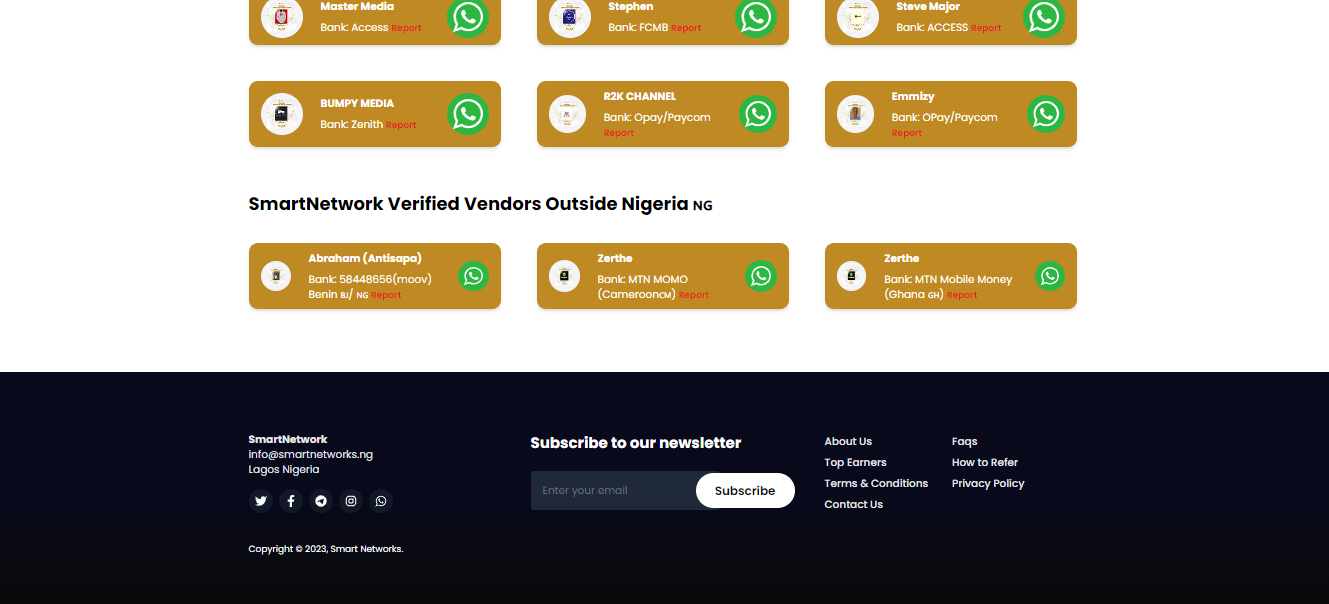 Master Media
Bank: Access Report
Stephen
Bank: FCMB Report
Steve Major
Bank: ACCESS Report
BUMPY MEDIA
Bank: Zenith Report
R2K CHANNEL
Bank: Opay/Paycom
Report
Emmizy
Bank: OPay/Paycom
Report
SmartNetwork Verified Vendors Outside Nigeria NG
Abraham (Antisapa)
Bank: 58448656(moov)
Benin BJ/ NG Report
Zerthe
Bank: MTN MOMO
(CameroonCM) Report
Zerthe
Bank: MTN Mobile Money
(Ghana GH) Report
SmartNetwork
info@smartnetworks.ng
Lagos Nigeria
Copyright © 2023, Smart Networks.
Subscribe to our newsletter
Enter your email
Subscribe
About Us
Top Earners
Terms & Conditions
Contact Us
Faqs
How to Refer
Privacy Policy